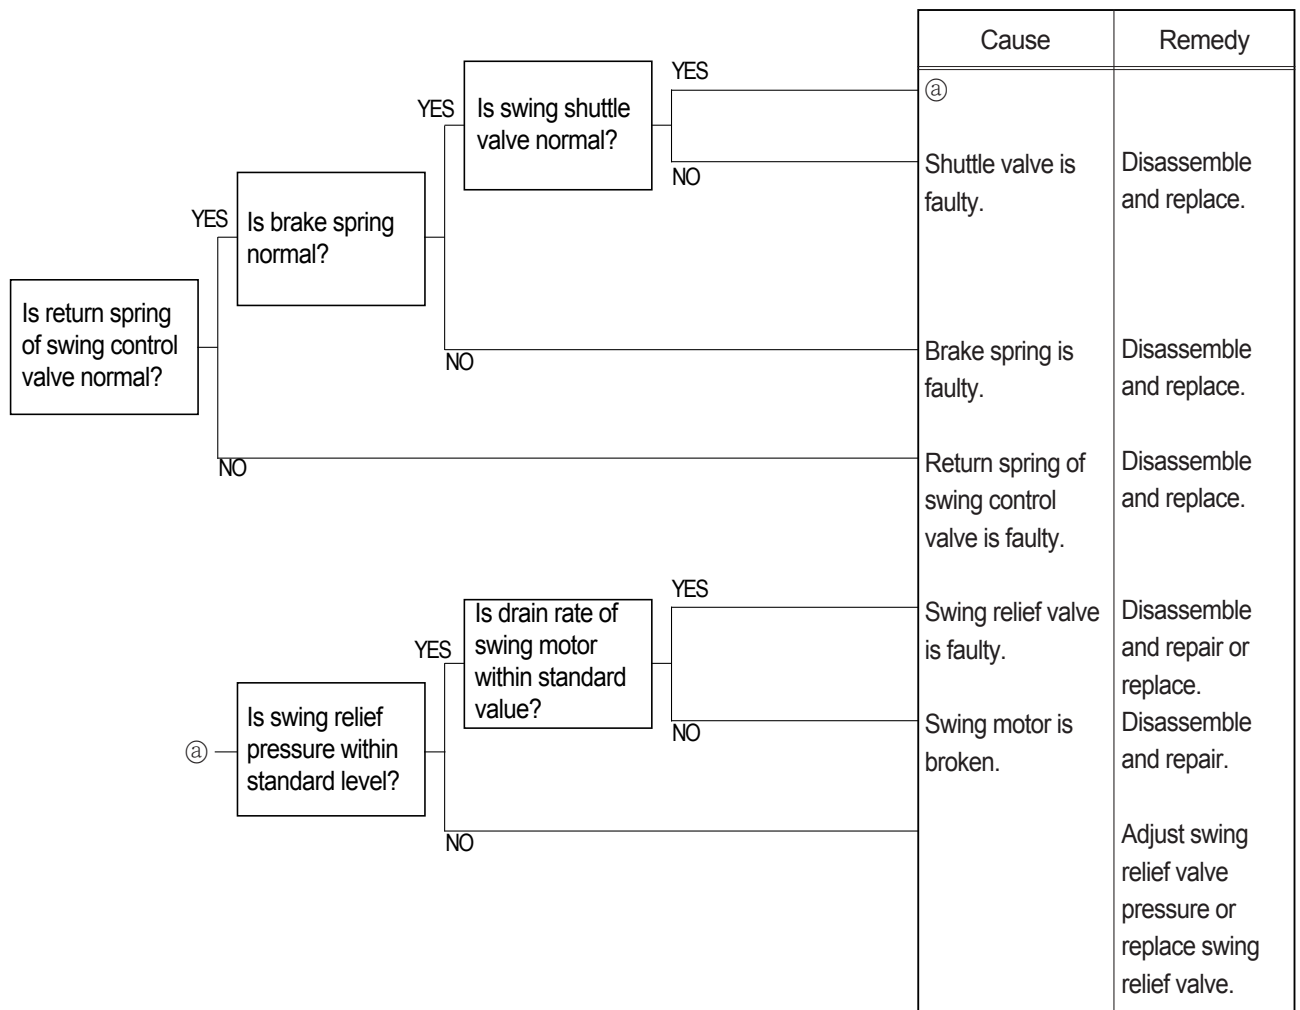 Cause
Remedy
YES
ⓐ
YES
Is swing shuttle
valve normal?
NO
Shuttle valve is
faulty.
Disassemble
and replace.
YES
Is brake spring
normal?
Is return spring
of swing control
valve normal?
NO
Brake spring is
faulty.
Disassemble
and replace.
NO
Return spring of
swing control
valve is faulty.
Disassemble
and replace.
YES
Is drain rate of
swing motor
within standard
value?
Swing relief valve
is faulty.
Disassemble
and repair or
replace.
YES
ⓐ
Is swing relief
pressure within
standard level?
NO
Swing motor is
broken.
Disassemble
and repair.
NO
Adjust swing
relief valve
pressure or
replace swing
relief valve.